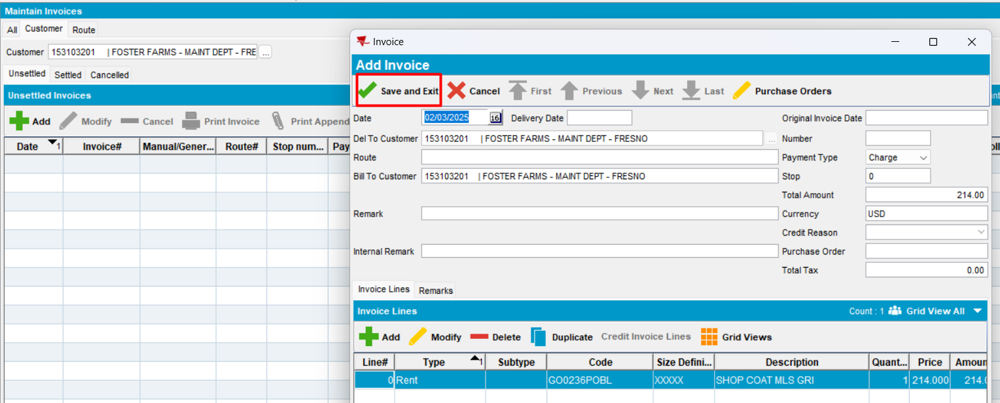 Maintain Invoices
All Customer Route
Customer 153103201 | FOSTER FARMS - MAINT DEPT - FRE ...
Unsettled Settled Cancelled
Unsettled Invoices
Add Modify Cancel Print Invoice Print Append
Date 1 Invoice# Manual/Gener... Route# Stop num... Pay
Invoice
Add Invoice
Save and Exit Cancel First Previous Next Last Purchase Orders
Date 02/03/2025 16 Delivery Date Original Invoice Date
Del To Customer 153103201 | FOSTER FARMS - MAINT DEPT - FRESNO ... Number
Route Payment Type Charge
Bill To Customer 153103201 | FOSTER FARMS - MAINT DEPT - FRESNO Stop 0
Total Amount 214.00
Remark Currency USD
Credit Reason
Internal Remark Purchase Order
Total Tax 0.00
Invoice Lines Remarks
Invoice Lines Count : 1 Grid View All
Add Modify Delete Duplicate Credit Invoice Lines Grid Views
Line# Type 1 Subtype Code Size Defini... Description Quant... Price Amoun
0 Rent GO0236POBL XXXXX SHOP COAT MLS GRI 1 214.000 214.0